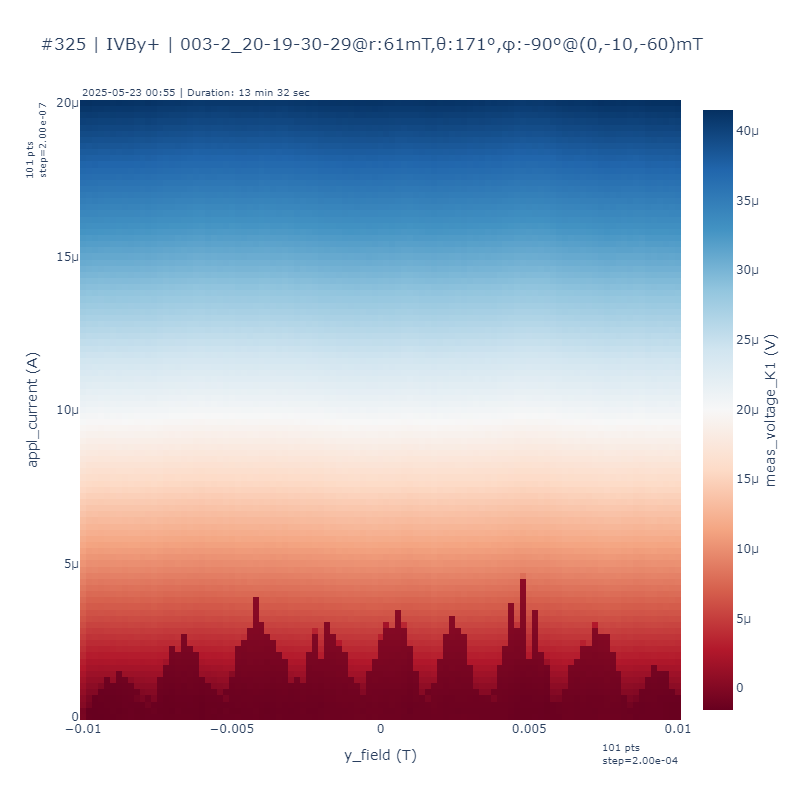 #325 | IVBy+ | 003-2_20-19-30-29@r:61mT,θ:171º,φ:-90º@(0,-10,-60)mT
2025-05-23 00:55 | Duration: 13 min 32 sec
101 pts
step=2.00e-07
20μ
15μ
10μ
5μ
0
appl_current (A)
−0.01
−0.005
0
0.005
0.01
y_field (T)
101 pts
step=2.00e-04
40μ
35μ
30μ
25μ
20μ
15μ
10μ
5μ
0
meas_voltage_K1 (V)